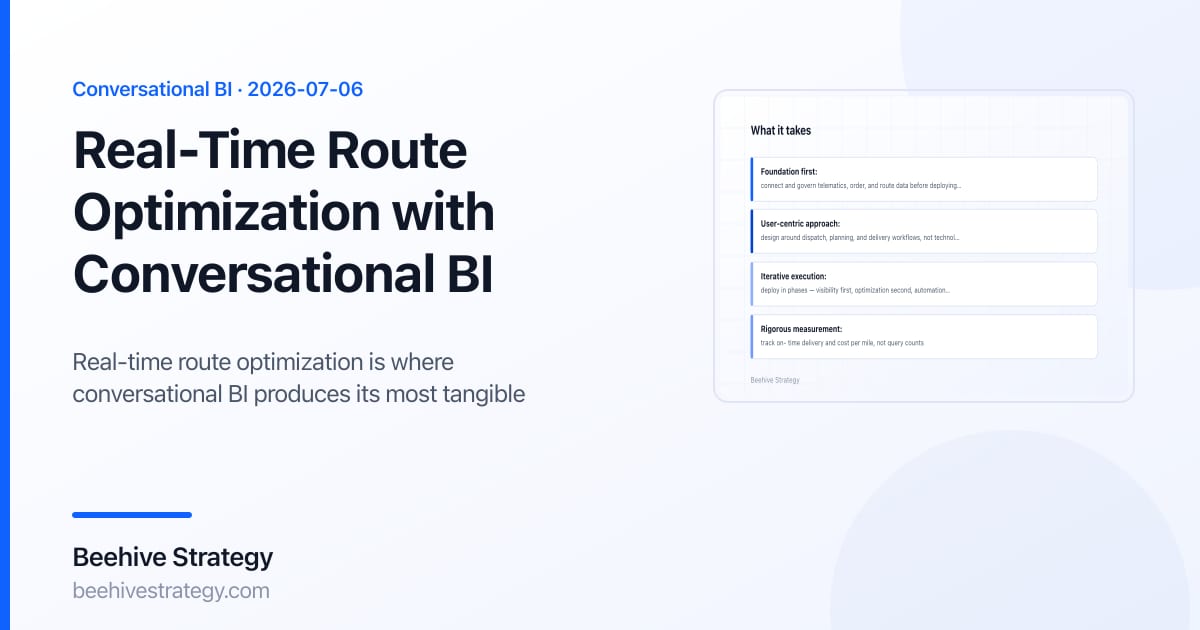 Conversational BI · 2026-07-06
Real-Time Route
Optimization with
Conversational BI
Real-time route optimization is where
conversational BI produces its most tangible
Beehive Strategy
beehivestrategy.com
What it takes
Foundation first:
connect and govern telematics, order, and route data before deploying...
User-centric approach:
design around dispatch, planning, and delivery workflows, not technol...
Iterative execution:
deploy in phases — visibility first, optimization second, automation...
Rigorous measurement:
track on- time delivery and cost per mile, not query counts
Beehive Strategy